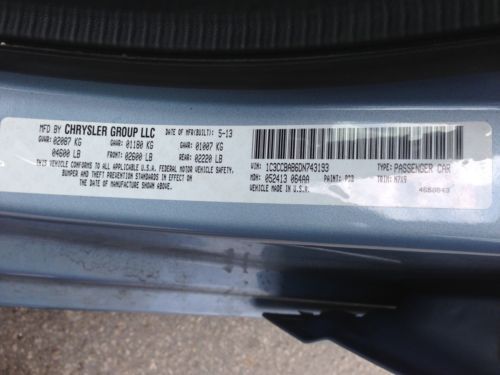 MFD BY CHRYSLER GROUP LLC DATE OF MFR(BUILT): 5-13
GVWR: 02087 KG GAWR FRONT: 01180 KG GAWR REAR: 01007 KG
04600 LB 02600 LB 02220 LB
THIS VEHICLE CONFORMS TO ALL APPLICABLE U.S.A. FEDERAL MOTOR VEHICLE SAFETY,
BUMPER AND THEFT PREVENTION STANDARDS IN EFFECT ON THE
DATE OF MANUFACTURE SHOWN ABOVE.
VIN: 1C3CCBAB6DN743193 TYPE: PASSENGER CAR
MDH: 052413 064AA PAINT: TRIM: N7X9
VEHICLE MADE IN U.S.A. 4658643